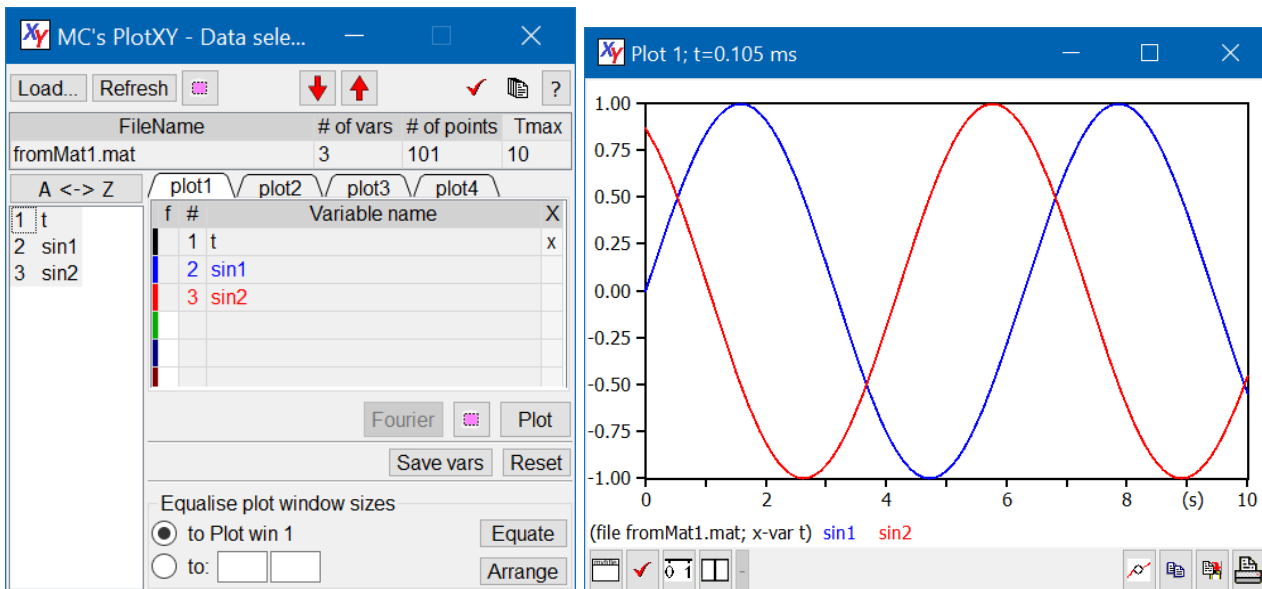 MC's PlotXY - Data sele...
Load... Refresh ?
FileName # of vars # of points Tmax
fromMat1.mat 3 101 10
A <-> Z plot1 plot2 plot3 plot4
f # Variable name X
1 t
2 sin1
3 sin2
1 t x
2 sin1
3 sin2
Fourier Plot
Save vars Reset
Equalise plot window sizes
to Plot win 1 Equate
to: Arrange
Plot 1; t=0.105 ms
1.00
0.75
0.50
0.25
0.00
-0.25
-0.50
-0.75
-1.00
0 2 4 6 8 (s) 10
(file fromMat1.mat; x-var t) sin1 sin2
0 1